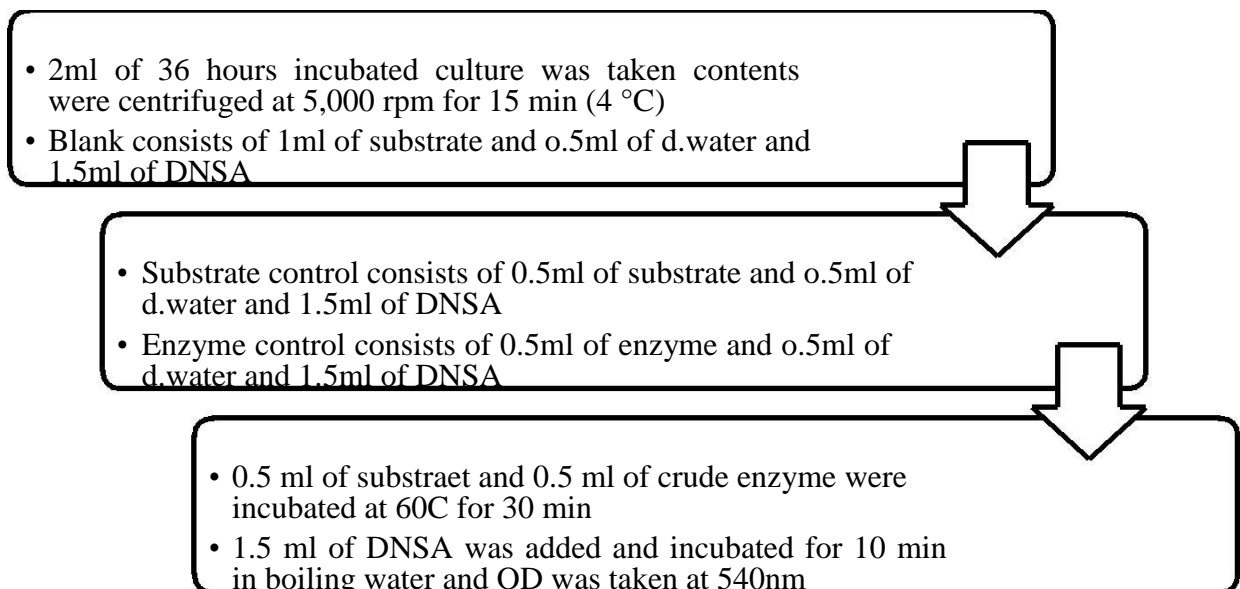 • 2ml of 36 hours incubated culture was taken contents
were centrifuged at 5,000 rpm for 15 min (4 °C)
• Blank consists of 1ml of substrate and o.5ml of d.water and
1.5ml of DNSA
• Substrate control consists of 0.5ml of substrate and o.5ml of
d.water and 1.5ml of DNSA
• Enzyme control consists of 0.5ml of enzyme and o.5ml of
d.water and 1.5ml of DNSA
• 0.5 ml of substraet and 0.5 ml of crude enzyme were
incubated at 60C for 30 min
• 1.5 ml of DNSA was added and incubated for 10 min
in boiling water and OD was taken at 540nm